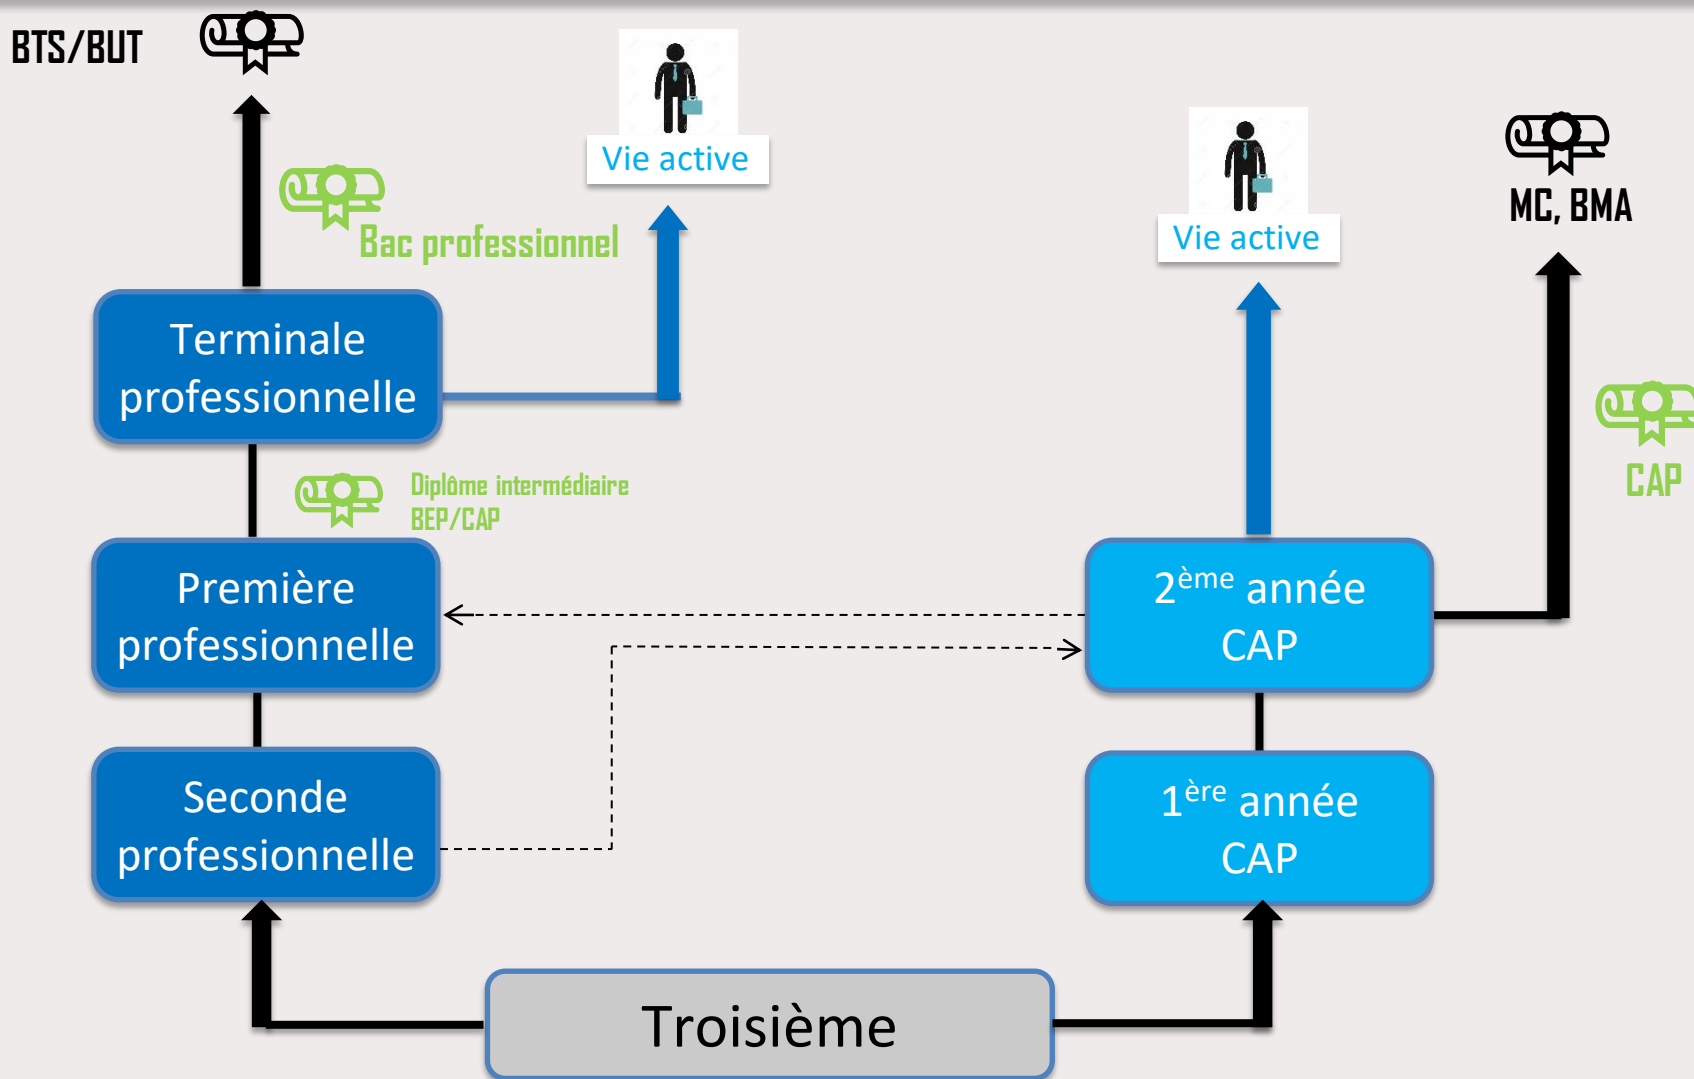 BTS/BUT
Vie active
Vie active
MC, BMA
Bac professionnel
Terminale
professionnelle
Diplôme intermédiaire
BEP/CAP
CAP
Première
professionnelle
2ème année
CAP
Seconde
professionnelle
1ère année
CAP
Troisième